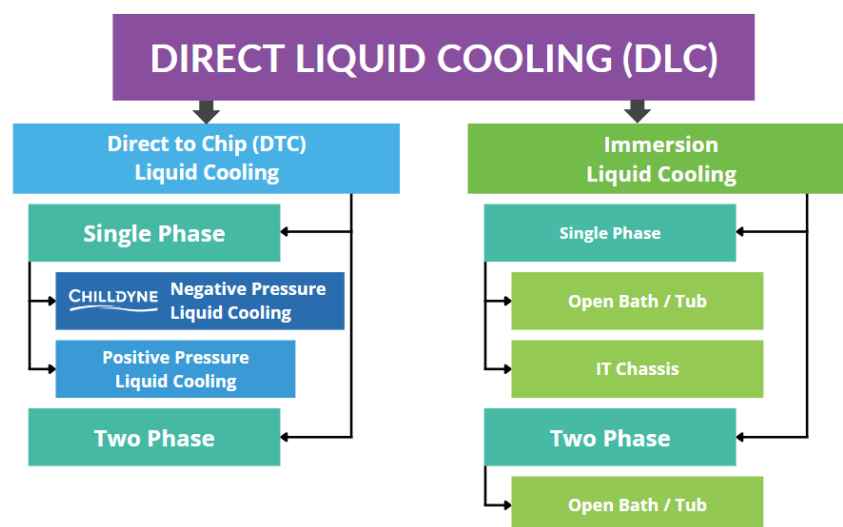 DIRECT LIQUID COOLING (DLC)
Direct to Chip (DTC)
Liquid Cooling
Single Phase
CHILLDYNE
Negative Pressure
Liquid Cooling
Positive Pressure
Liquid Cooling
Two Phase
Immersion
Liquid Cooling
Single Phase
Open Bath / Tub
IT Chassis
Two Phase
Open Bath / Tub